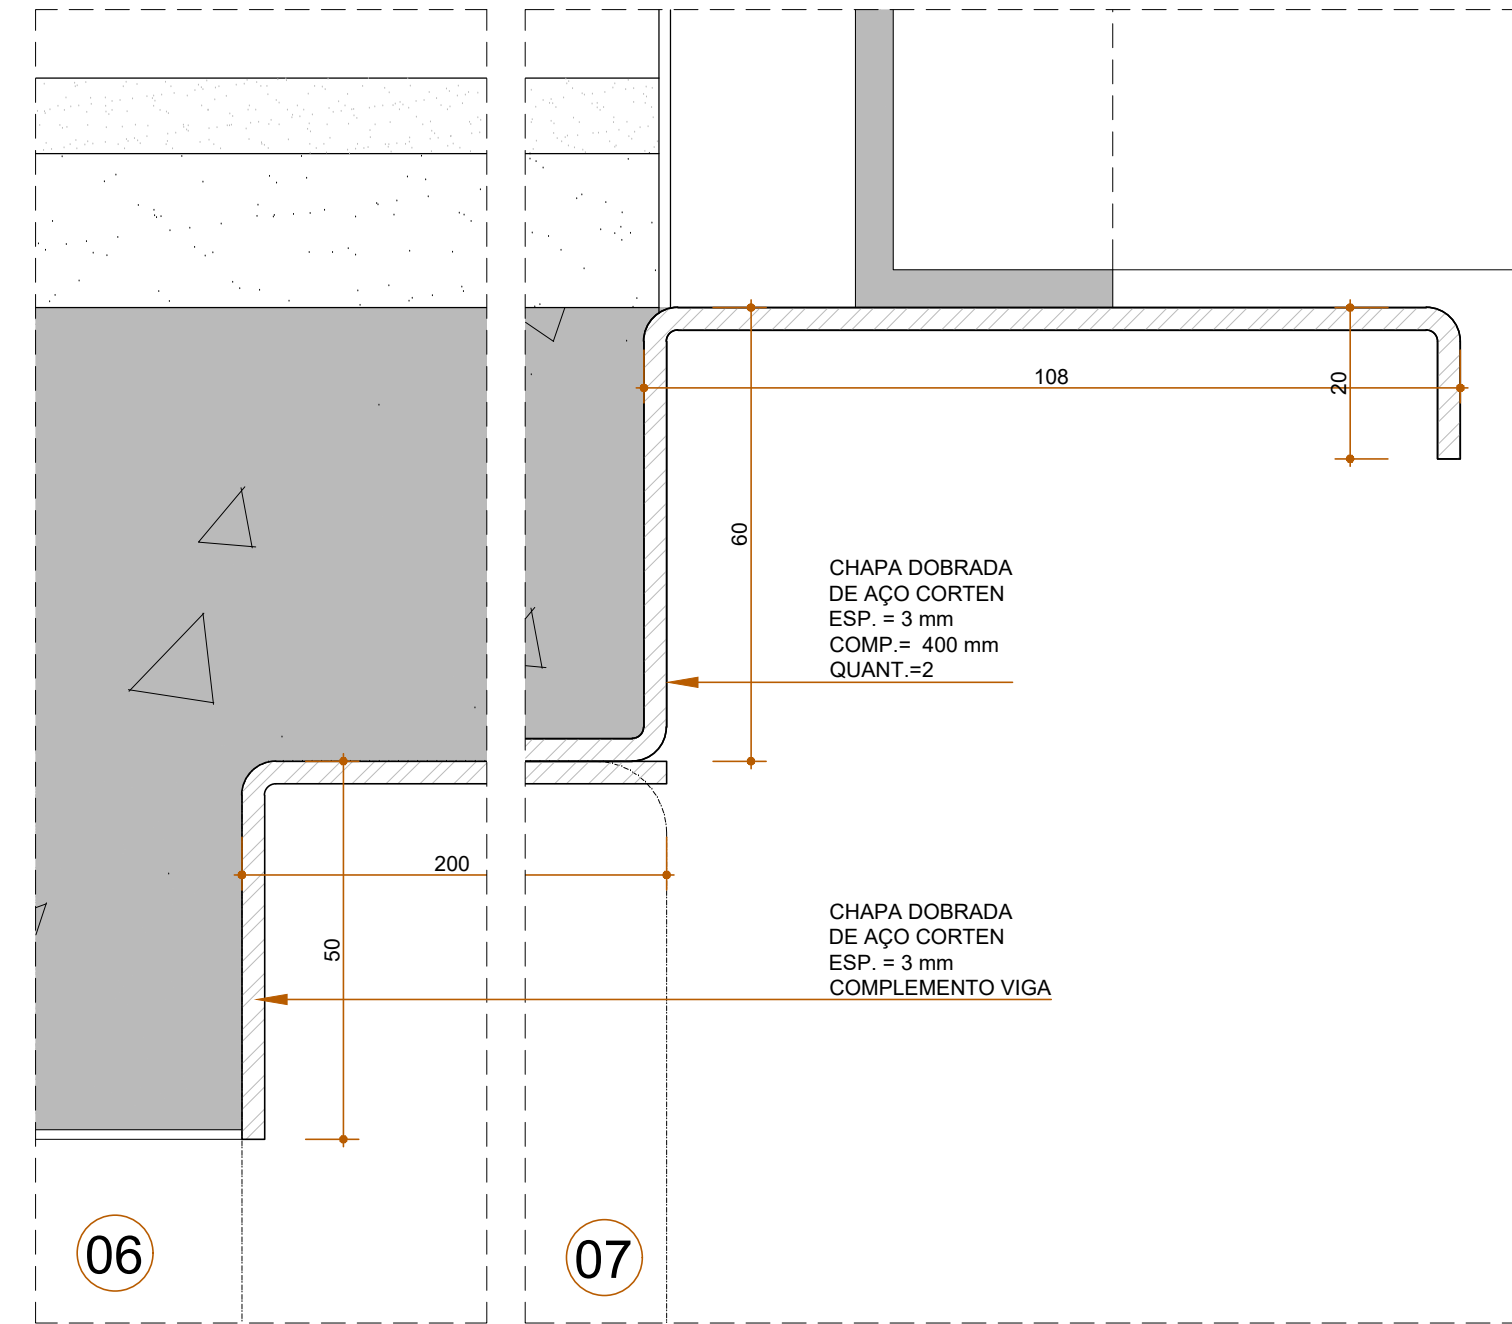 108
20
60
CHAPA DOBRADA
DE AÇO CORTEN
ESP. = 3 mm
COMP.= 400 mm
QUANT.=2
200
50
CHAPA DOBRADA
DE AÇO CORTEN
ESP. = 3 mm
COMPLEMENTO VIGA
06
07